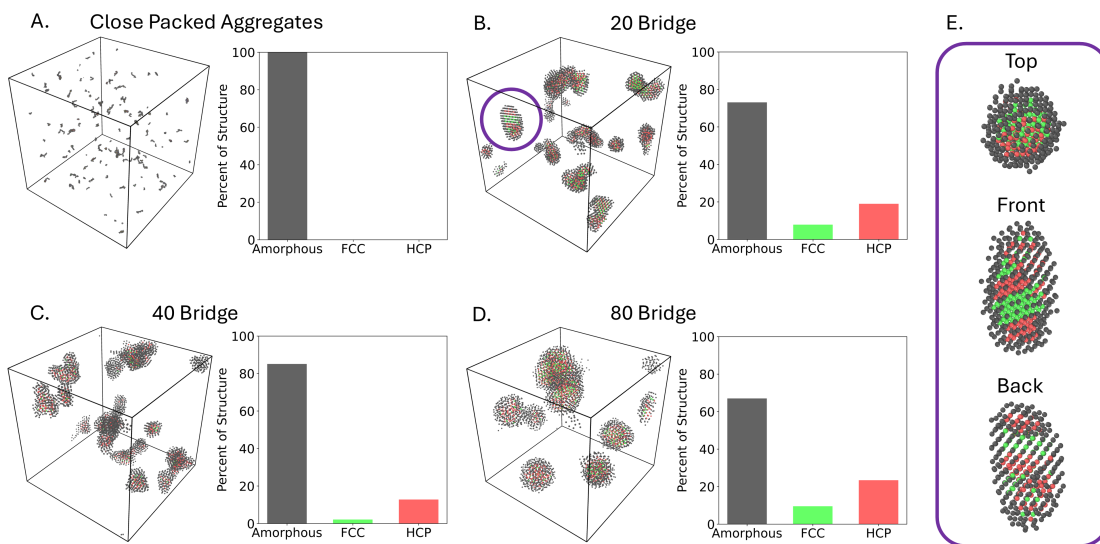 A. Close Packed Aggregates
100
80
60
40
20
0
Percent of Structure
Amorphous FCC HCP
B. 20 Bridge
100
80
60
40
20
0
Percent of Structure
Amorphous FCC HCP
C. 40 Bridge
100
80
60
40
20
0
Percent of Structure
Amorphous FCC HCP
D. 80 Bridge
100
80
60
40
20
0
Percent of Structure
Amorphous FCC HCP
E.
Top
Front
Back